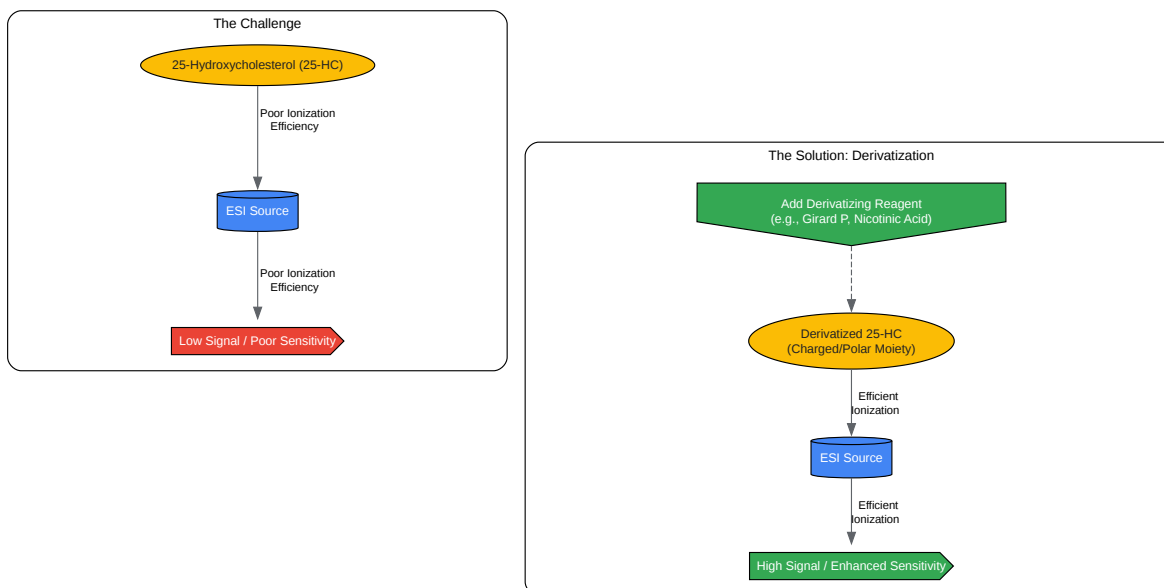 The Challenge
25-Hydroxycholesterol (25-HC)
Poor Ionization
Efficiency
ESI Source
Poor Ionization
Efficiency
Low Signal / Poor Sensitivity
The Solution: Derivatization
Add Derivatizing Reagent
(e.g., Girard P, Nicotinic Acid)
Derivatized 25-HC
(Charged/Polar Moiety)
Efficient
Ionization
ESI Source
Efficient
Ionization
High Signal / Enhanced Sensitivity